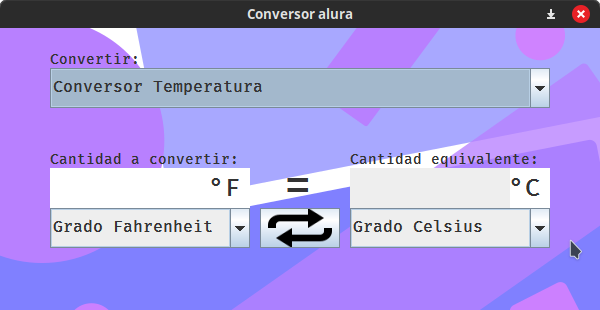 Conversor alura
Convertir:
Conversor Temperatura
Cantidad a convertir:
Cantidad equivalente:
°F
=
°C
Grado Fahrenheit
Grado Celsius